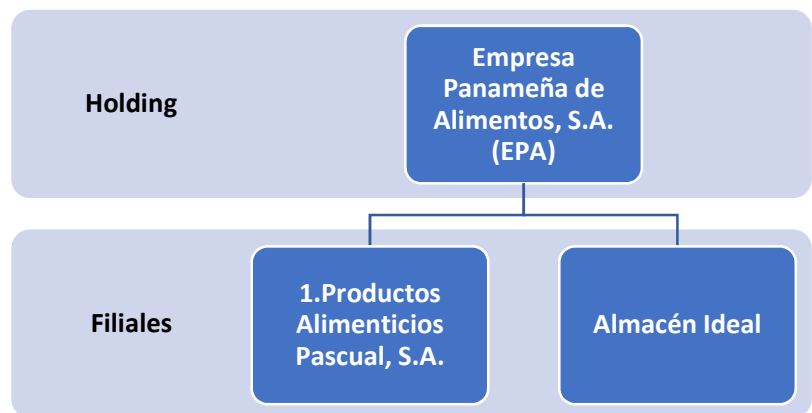 Holding
Empresa
Panameña de
Alimentos, S.A.
(EPA)
Filiales
1.Productos
Alimenticios
Pascual, S.A.
Almacén Ideal